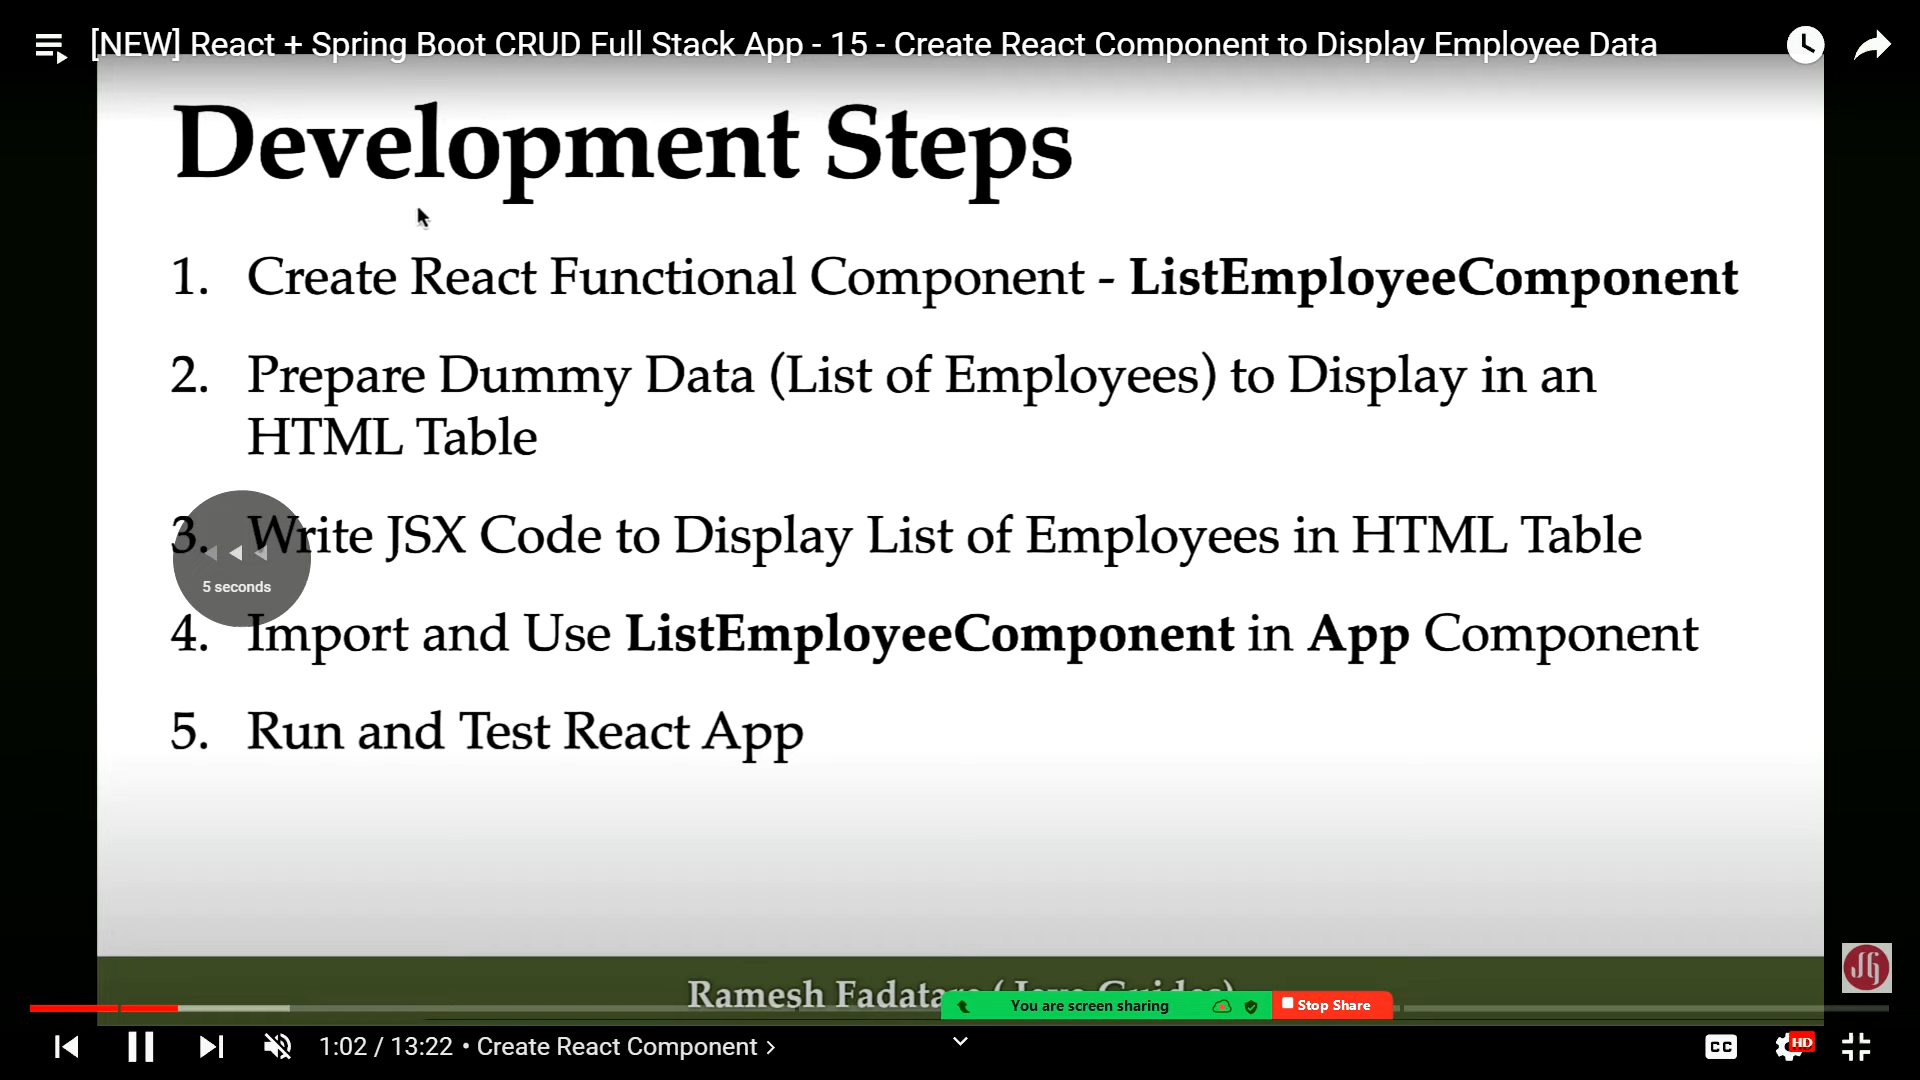 [NEW] React + Spring Boot CRUD Full Stack App - 15 - Create React Component to Display Employee Data
Development Steps
1. Create React Functional Component - ListEmployeeComponent
2. Prepare Dummy Data (List of Employees) to Display in an
HTML Table
3. Write JSX Code to Display List of Employees in HTML Table
5 seconds
4. Import and Use ListEmployeeComponent in App Component
5. Run and Test React App
Ramesh Fadatare (Java Guides)
You are screen sharing
Stop Share
1:02 / 13:22 • Create React Component >
CC
HD